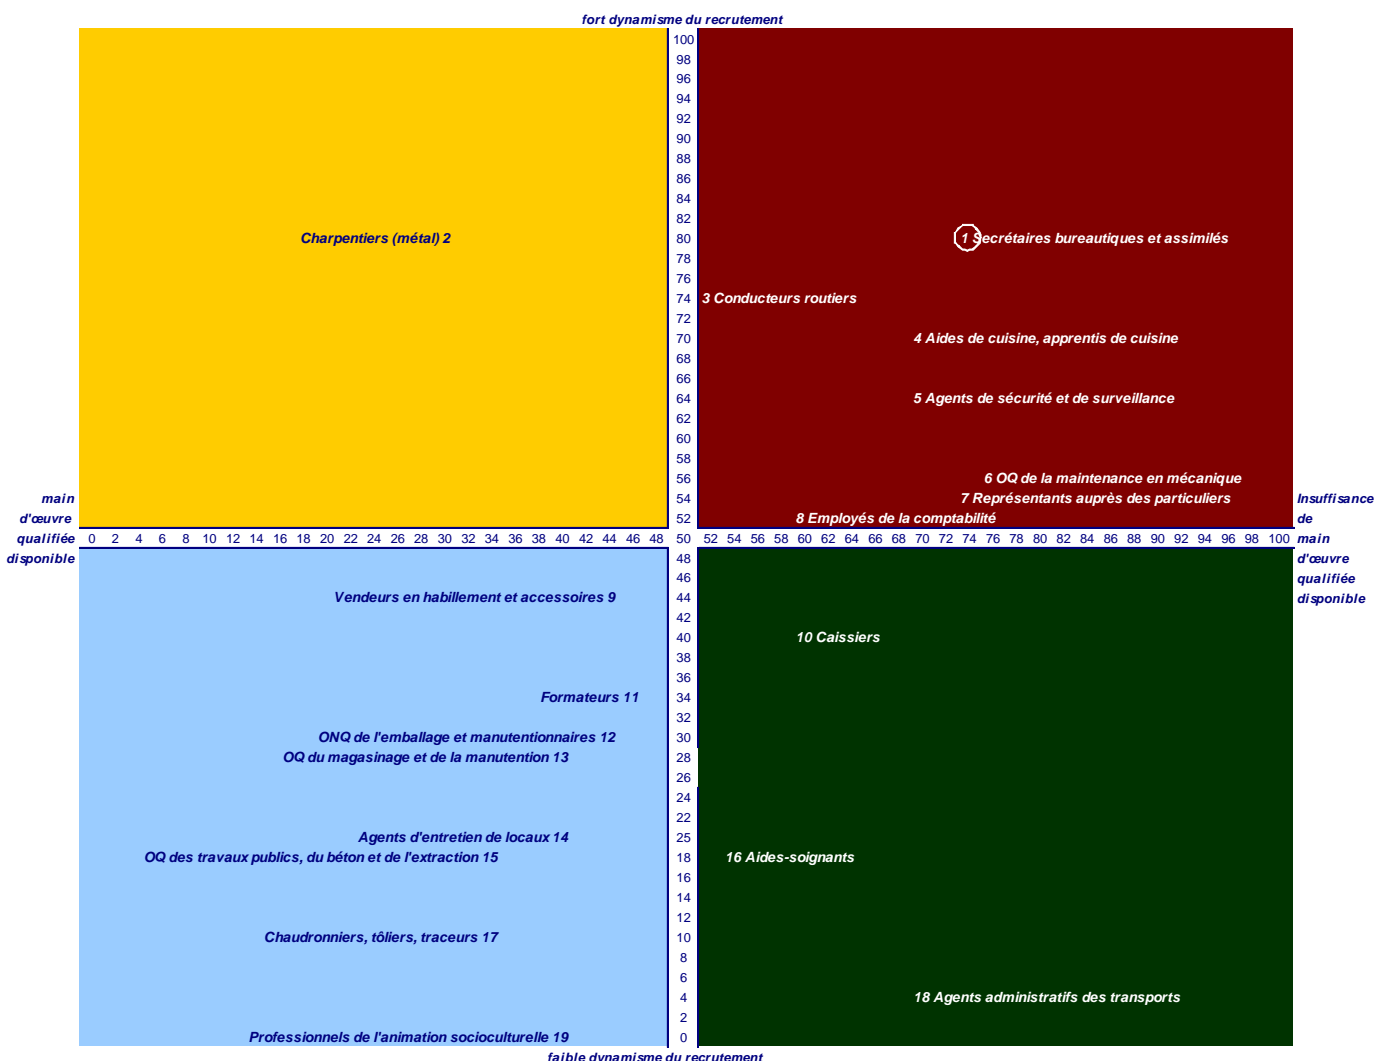 fort dynamisme du recrutement
100
98
96
94
92
90
88
86
84
82
Charpentiers (métal) 2 80 1 Secrétaires bureautiques et assimilés
78
76
74 3 Conducteurs routiers
72
70 4 Aides de cuisine, apprentis de cuisine
68
66
64 5 Agents de sécurité et de surveillance
62
60
58
56 6 OQ de la maintenance en mécanique
main 54 7 Représentants auprès des particuliers Insuffisance
d'œuvre 52 8 Employés de la comptabilité de
qualifiée 0 2 4 6 8 10 12 14 16 18 20 22 24 26 28 30 32 34 36 38 40 42 44 46 48 50 52 54 56 58 60 62 64 66 68 70 72 74 76 78 80 82 84 86 88 90 92 94 96 98 100 main
disponible 48 d'œuvre
46 qualifiée
Vendeurs en habillement et accessoires 9 44 disponible
42
40 10 Caissiers
38
36
Formateurs 11 34
32
ONQ de l'emballage et manutentionnaires 12 30
OQ du magasinage et de la manutention 13 28
26
24
22
Agents d'entretien de locaux 14 25
OQ des travaux publics, du béton et de l'extraction 15 18 16 Aides-soignants
16
14
12
Chaudronniers, tôliers, traceurs 17 10
8
6
4 18 Agents administratifs des transports
2
Professionnels de l'animation socioculturelle 19 0
faible dynamisme du recrutement